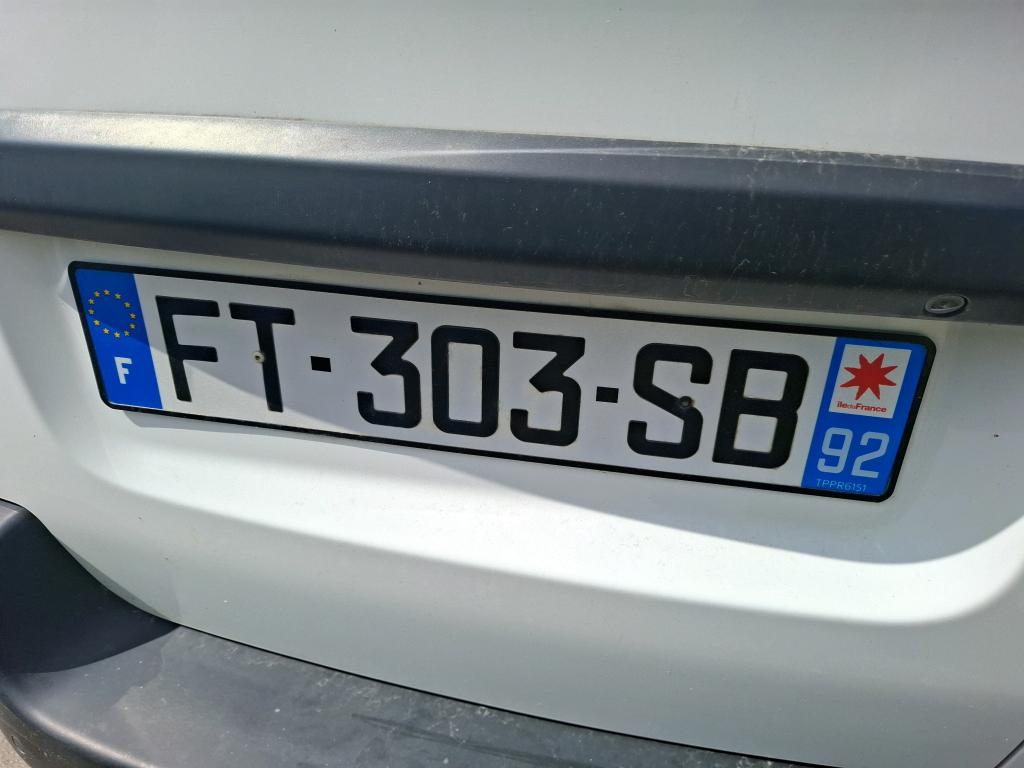 F
FT-303-SB
îledeFrance
92
TPPR6151